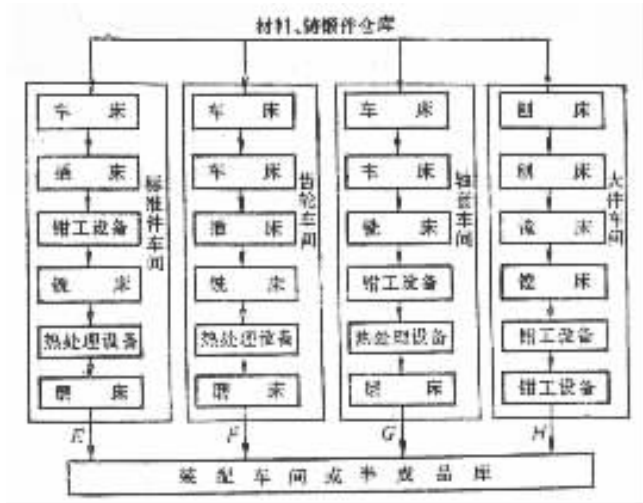 材料、铸锻件仓库
车 床
床
钳工设备
铣 床
热处理设备
磨 床
标准件车间
E
车 床
车 床
床
铣 床
热处理设备
磨 床
齿轮车间
F
车 床
车 床
铣 床
钳工设备
热处理设备
磨 床
轴套车间
G
刨 床
刨 床
床
镗 床
钳工设备
钳工设备
大件车间
H
装配车间或半成品库